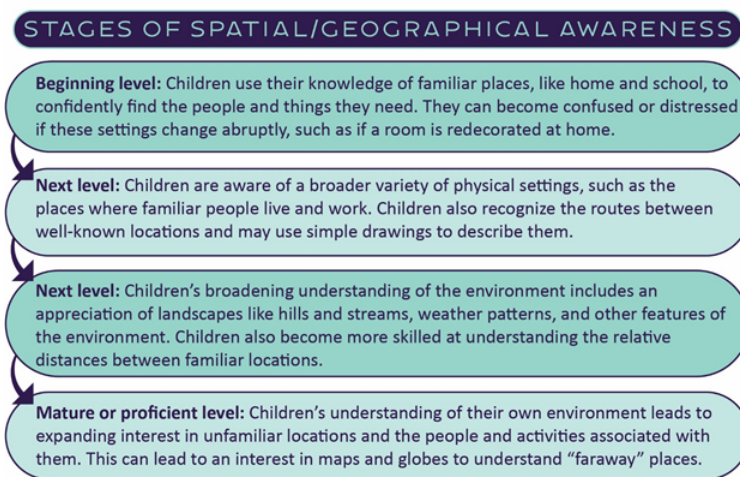 STAGES OF SPATIAL/GEOGRAPHICAL AWARENESS
Beginning level: Children use their knowledge of familiar places, like home and school, to
confidently find the people and things they need. They can become confused or distressed
if these settings change abruptly, such as if a room is redecorated at home.
Next level: Children are aware of a broader variety of physical settings, such as the
places where familiar people live and work. Children also recognize the routes between
well-known locations and may use simple drawings to describe them.
Next level: Children’s broadening understanding of the environment includes an
appreciation of landscapes like hills and streams, weather patterns, and other features of
the environment. Children also become more skilled at understanding the relative
distances between familiar locations.
Mature or proficient level: Children’s understanding of their own environment leads to
expanding interest in unfamiliar locations and the people and activities associated with
them. This can lead to an interest in maps and globes to understand “faraway” places.